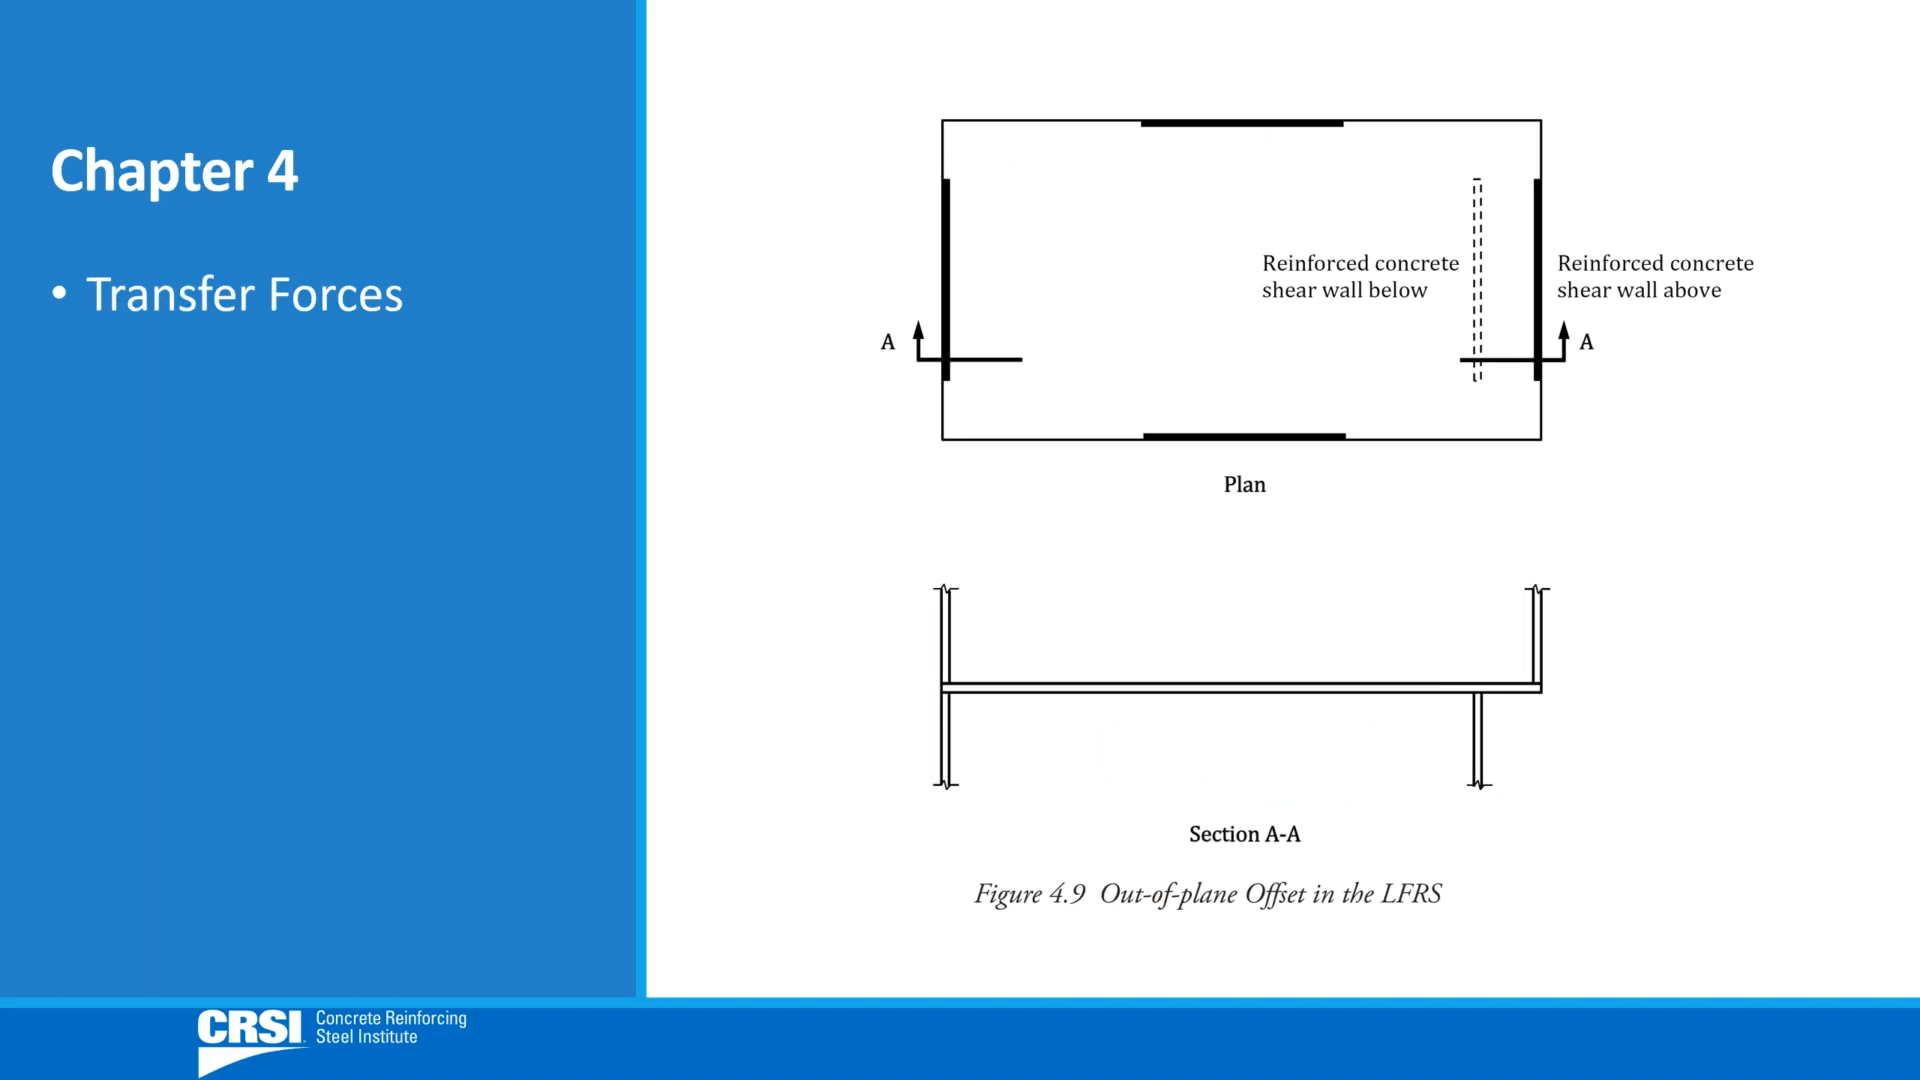 Chapter 4
• Transfer Forces
Reinforced concrete
shear wall below
Reinforced concrete
shear wall above
A
A
Plan
Section A-A
Figure 4.9 Out-of-plane Offset in the LFRS
CRSI
Concrete Reinforcing
Steel Institute